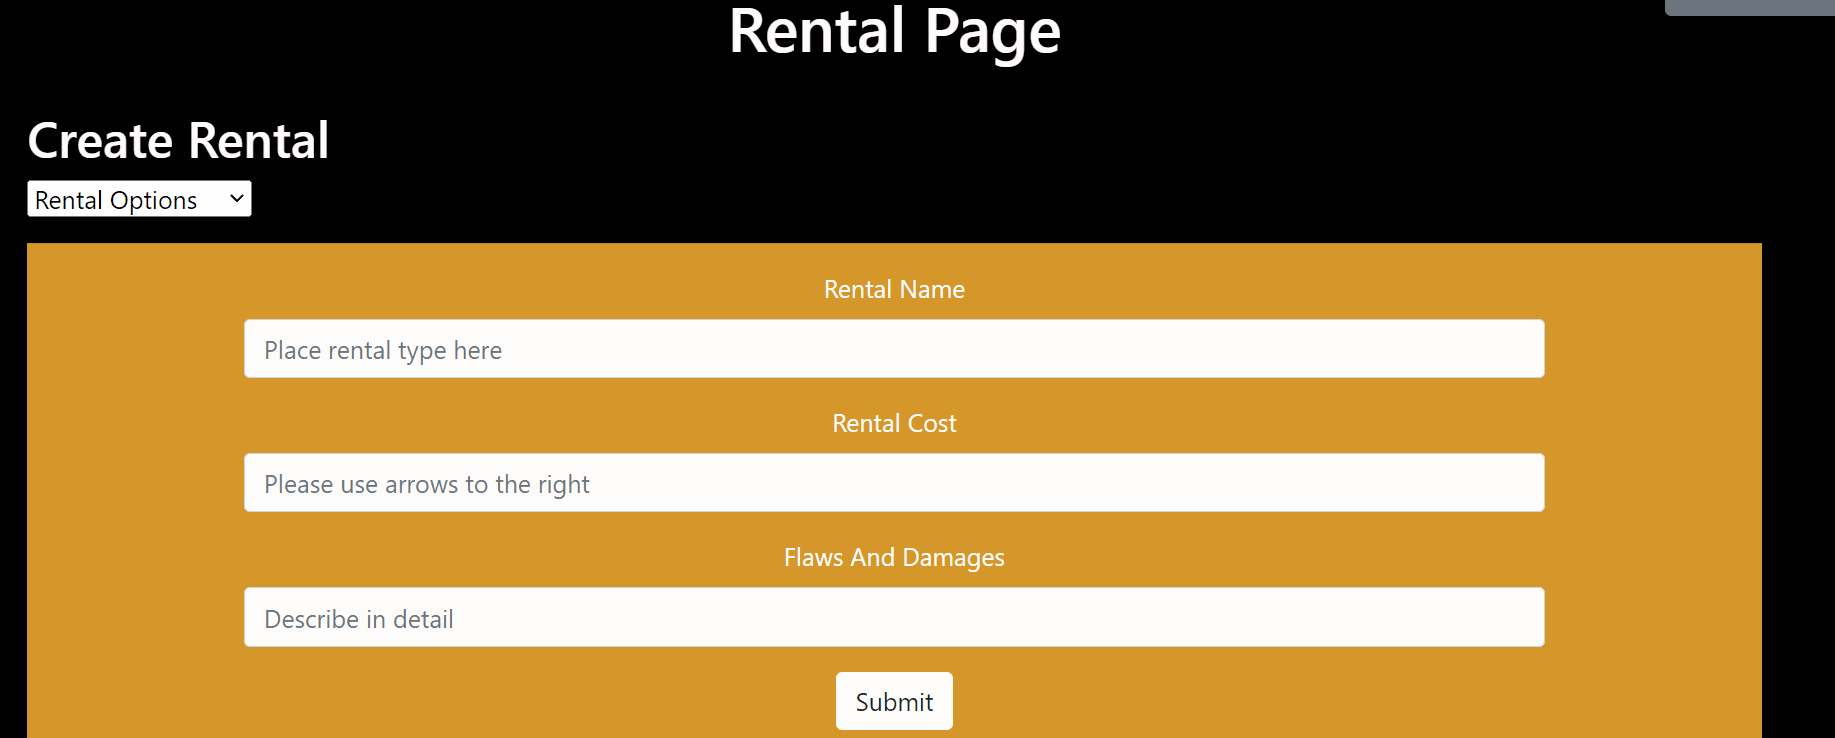 Rental Page
Create Rental
Rental Options
Rental Name
Place rental type here
Rental Cost
Please use arrows to the right
Flaws And Damages
Describe in detail
Submit